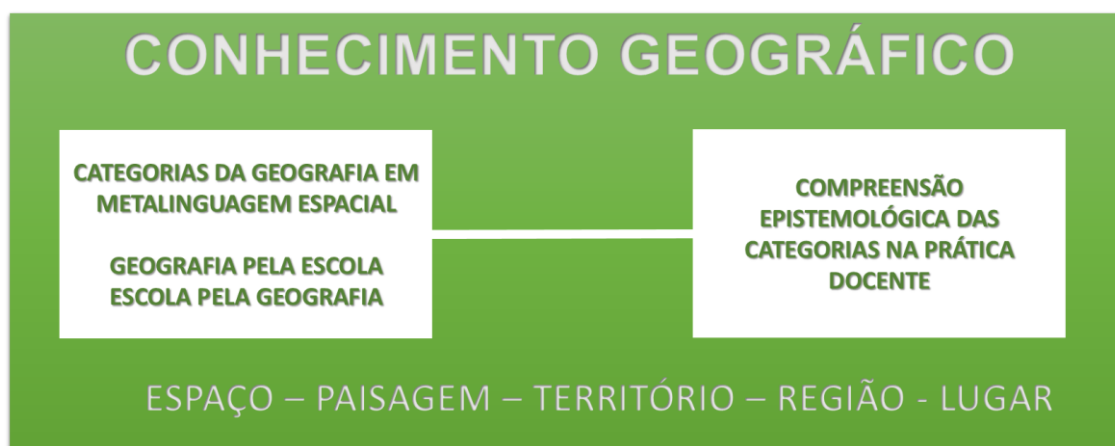 CONHECIMENTO GEOGRÁFICO
CATEGORIAS DA GEOGRAFIA EM
METALINGUAGEM ESPACIAL
GEOGRAFIA PELA ESCOLA
ESCOLA PELA GEOGRAFIA
COMPREENSÃO
EPISTEMOLÓGICA DAS
CATEGORIAS NA PRÁTICA
DOCENTE
ESPAÇO – PAISAGEM – TERRITÓRIO – REGIÃO - LUGAR